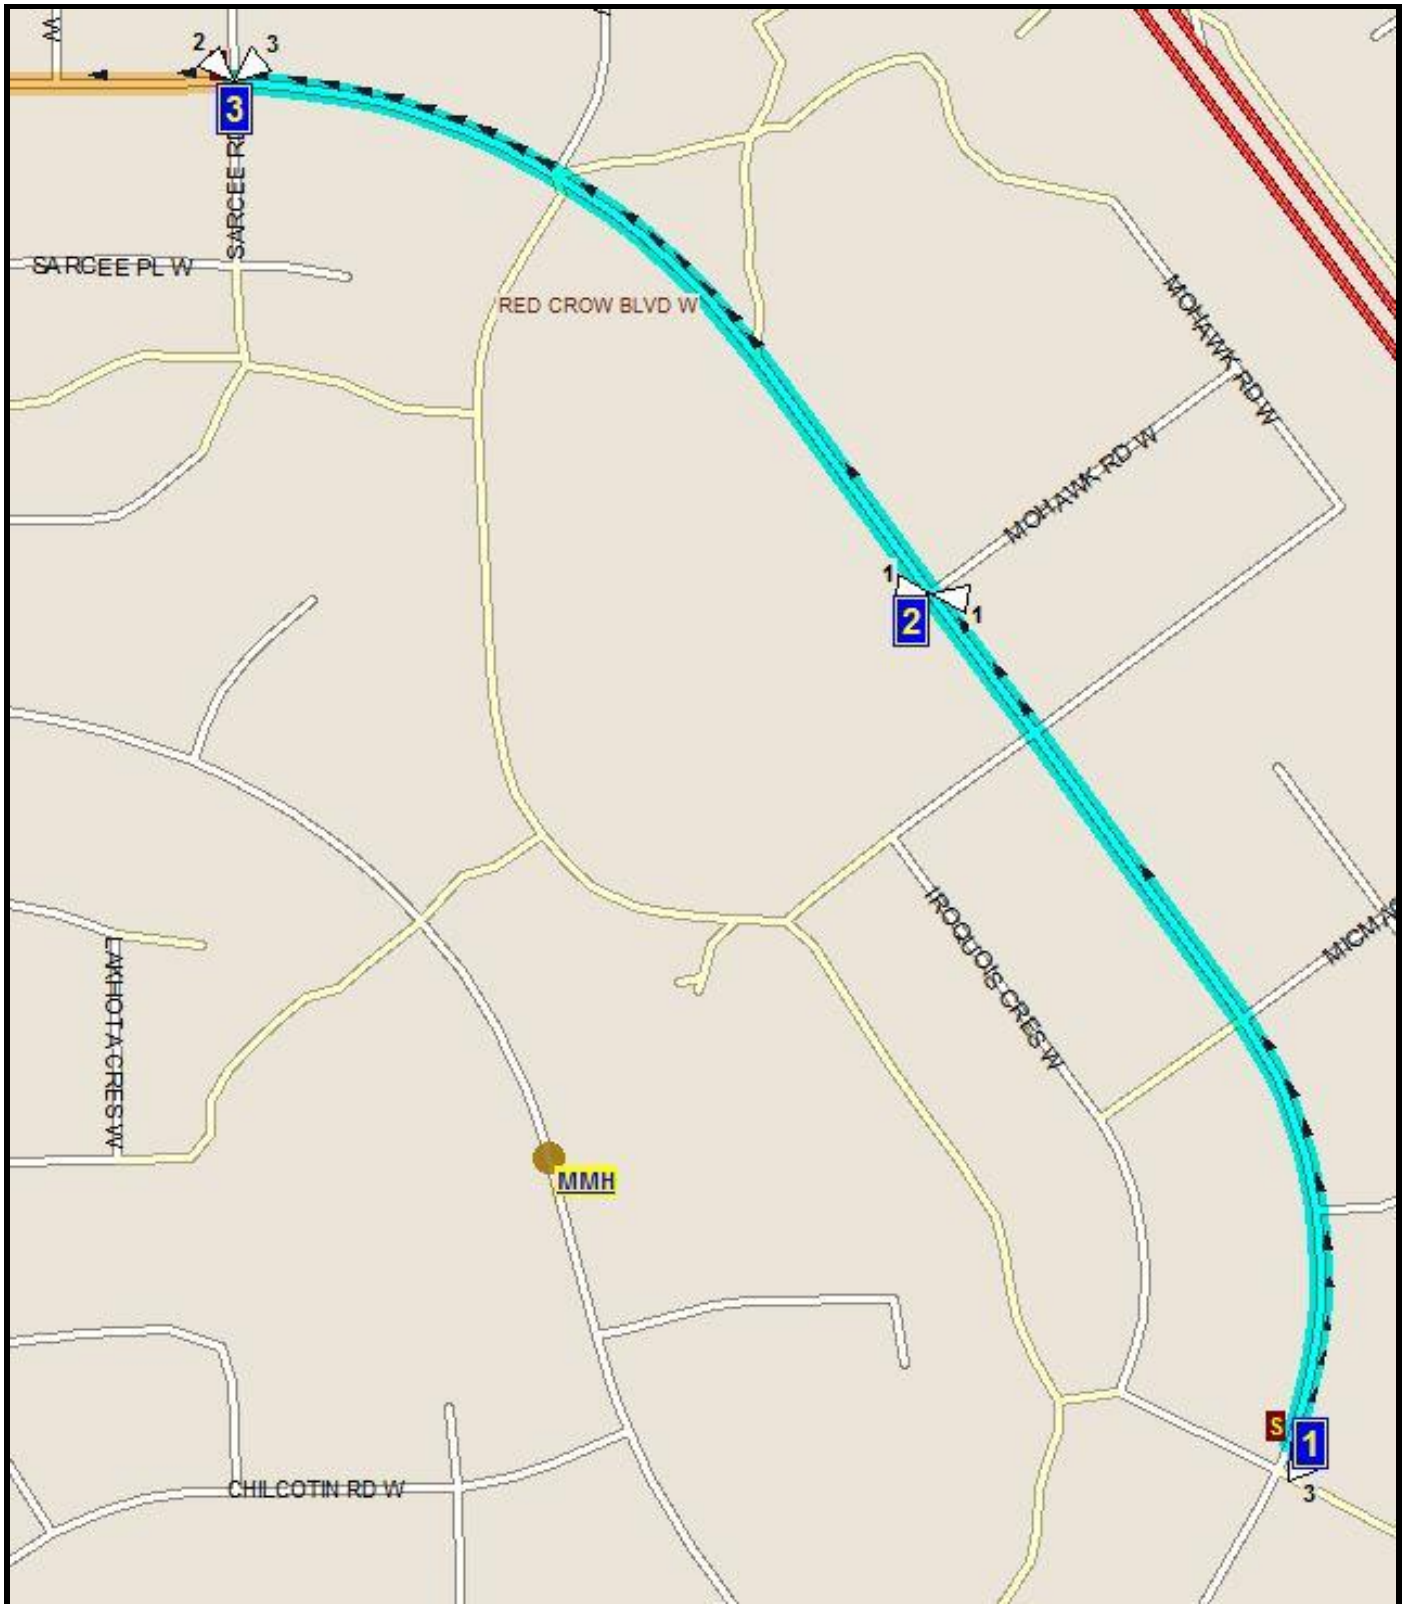 W
2
3
3
SARCEE RD
SARCEE PL W
RED CROW BLVD W
MOHAWK RD W
MOHAWK RD W
1
2
1
IROQUOIS CRES W
LAKHOTA CRES W
MMH
S
1
3
CHILCOTIN RD W